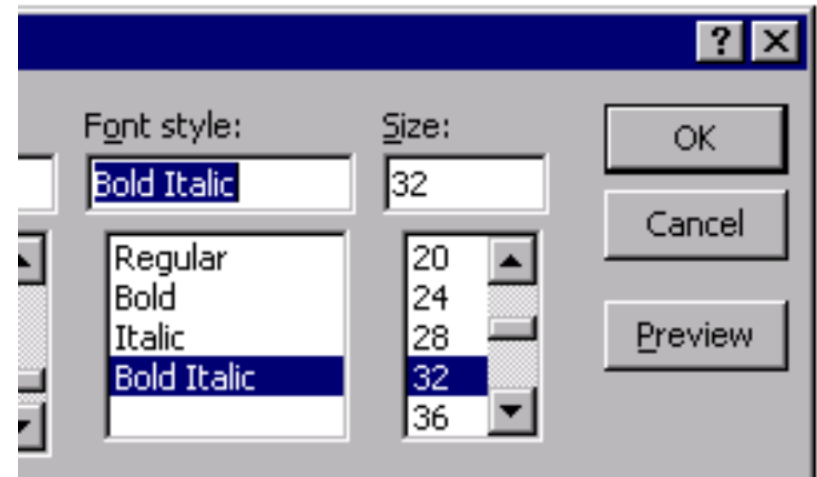 ?
Font style:
Size:
OK
Bold Italic
32
Cancel
Regular
Bold
Italic
Bold Italic
20
24
28
32
36
Preview